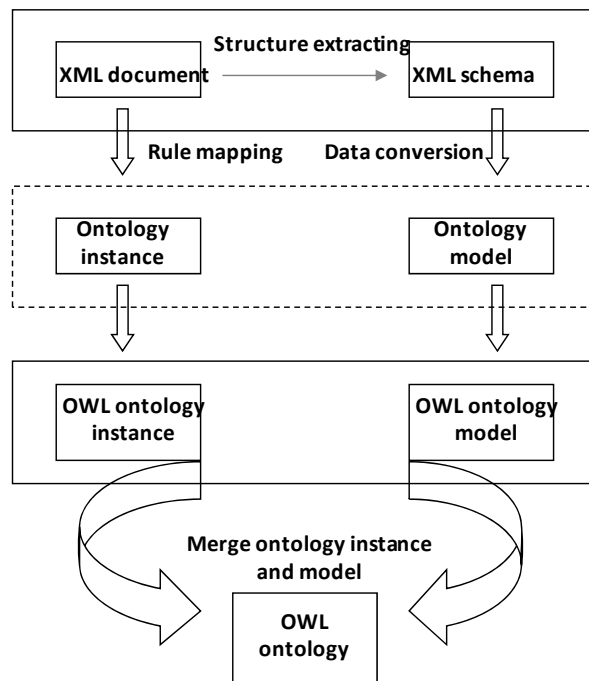 Structure extracting
XML document
XML schema
Rule mapping
Data conversion
Ontology
instance
Ontology
model
OWL ontology
instance
OWL ontology
model
Merge ontology instance
and model
OWL
ontology